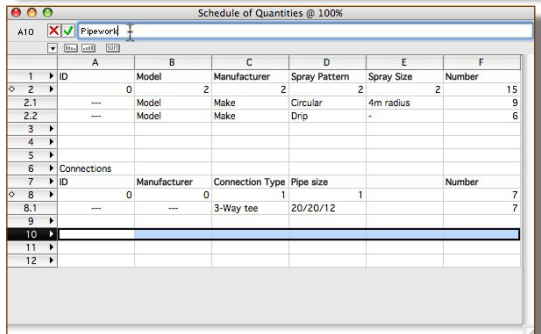 Schedule of Quantities @ 100%
A10 Pipework
SUM
A B C D E F
1 ID Model Manufacturer Spray Pattern Spray Size Number
2 0 2 2 2 2 15
2.1 --- Model Make Circular 4m radius 9
2.2 --- Model Make Drip - 6
3
4
5
6 Connections
7 ID Manufacturer Connection Type Pipe size Number
8 0 0 1 1 7
8.1 --- --- 3-Way tee 20/20/12 7
9
10
11
12